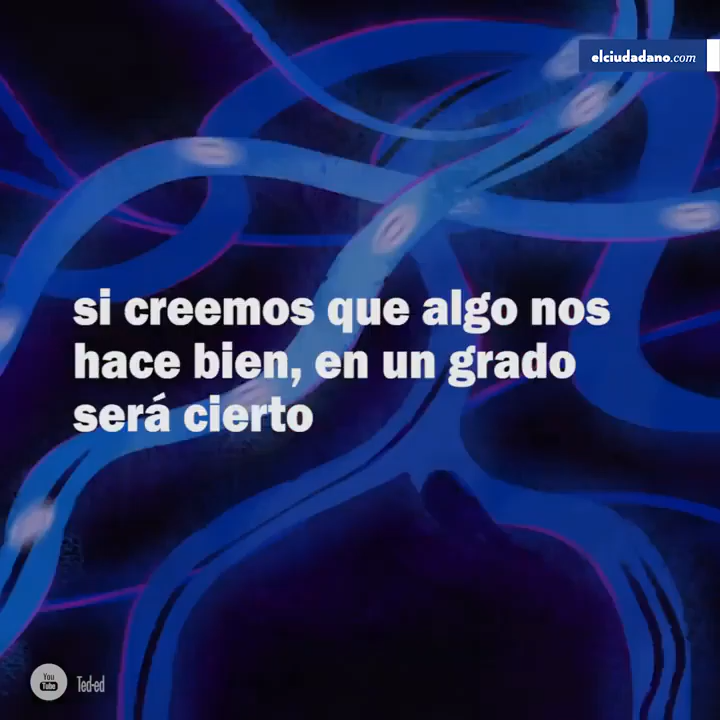 elciudadano.com
si creemos que algo nos
hace bien, en un grado
será cierto
You
Tube
Ted-ed